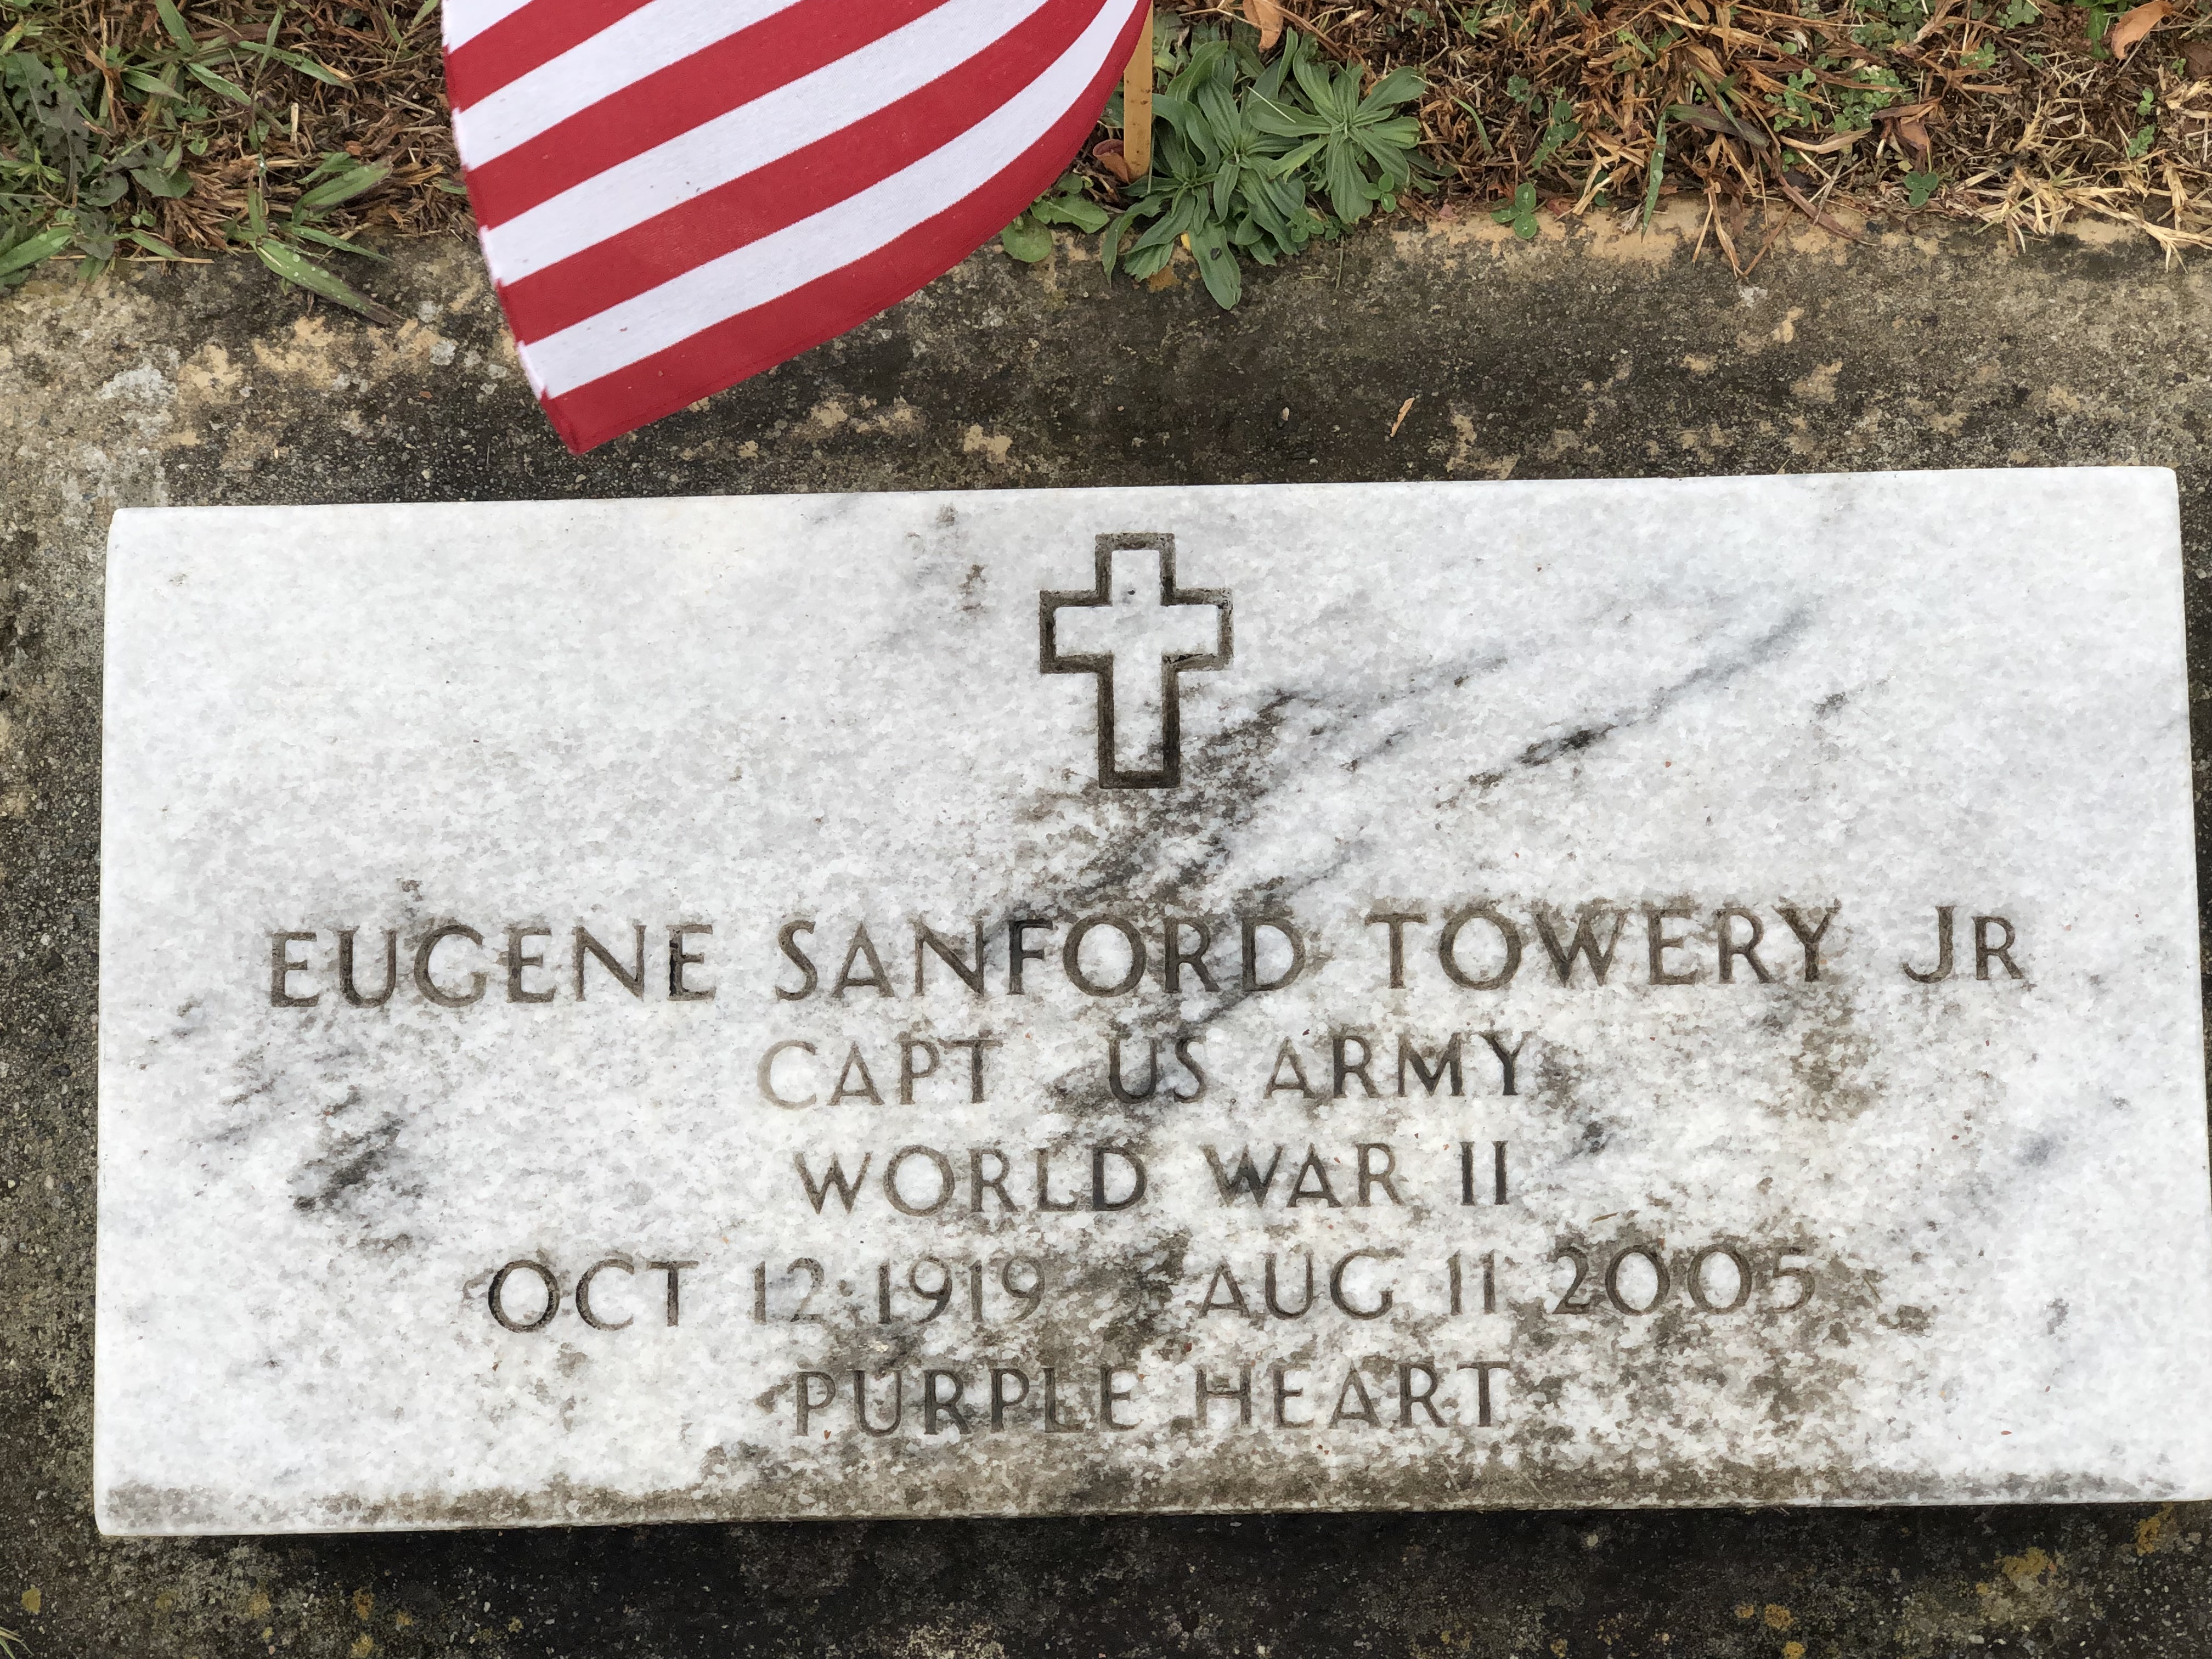 EUGENE SANFORD TOWERY JR
CAPT US ARMY
WORLD WAR II
OCT 12 1919 AUG 11 2005
PURPLE HEART